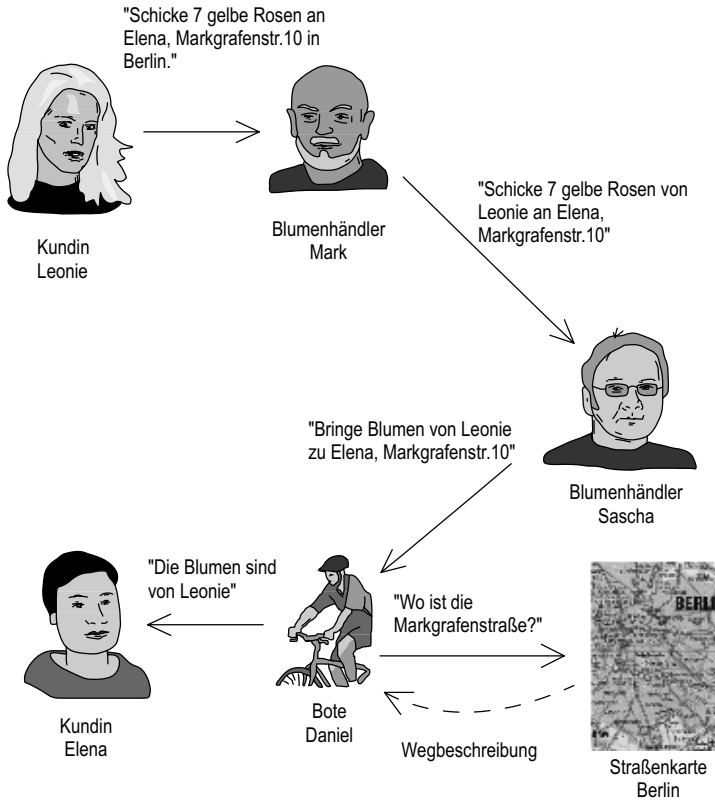 "Schicke 7 gelbe Rosen an
Elena, Markgrafenstr.10 in
Berlin."
Kundin
Leonie
Blumenhändler
Mark
"Schicke 7 gelbe Rosen von
Leonie an Elena,
Markgrafenstr.10"
Blumenhändler
Sascha
"Bringe Blumen von Leonie
zu Elena, Markgrafenstr.10"
"Die Blumen sind
von Leonie"
Kundin
Elena
Bote
Daniel
"Wo ist die
Markgrafenstraße?"
Wegbeschreibung
BERLI
Straßenkarte
Berlin